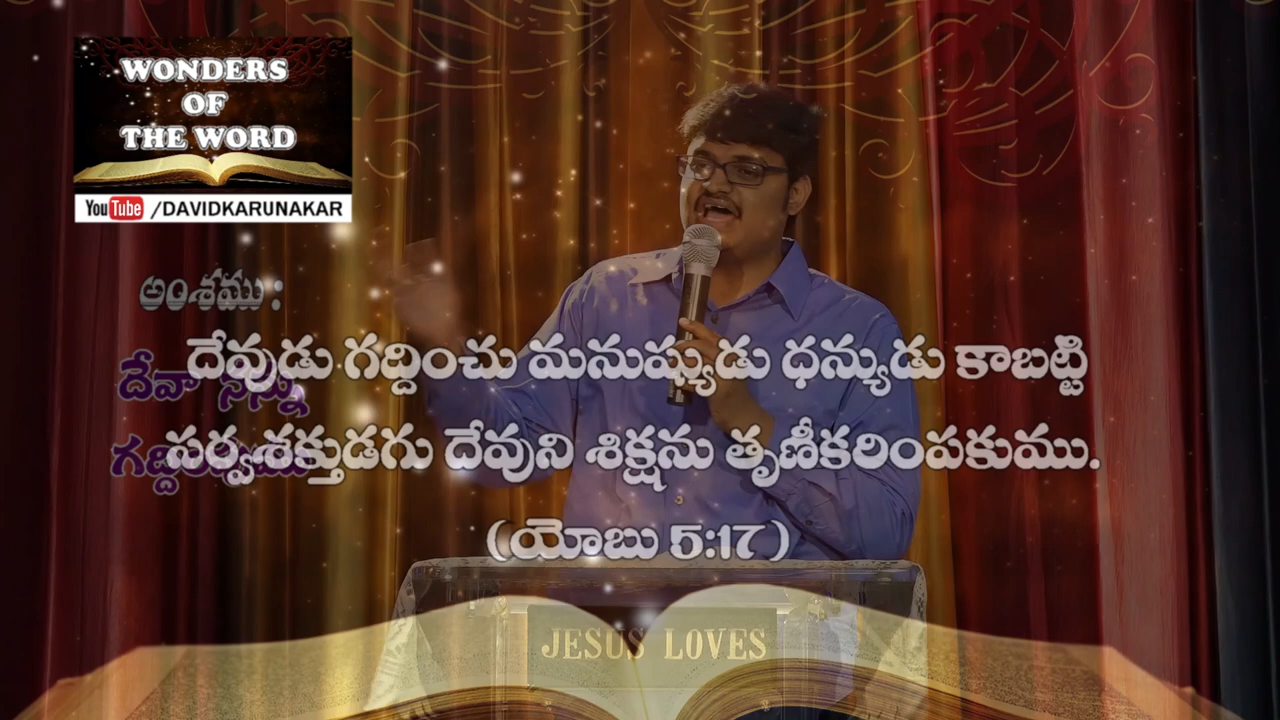 WONDERS
OF
THE WORD
YouTube /DAVIDKARUNAKAR
అంశము :
దేవా నన్ను
దేవుడు గద్దించు మనుష్యుడు ధన్యుడు కాబట్టి
సర్వశక్తుడగు దేవుని శిక్షను తృణీకరింపకుము.
(యోబు 5:17)
JESUS LOVES